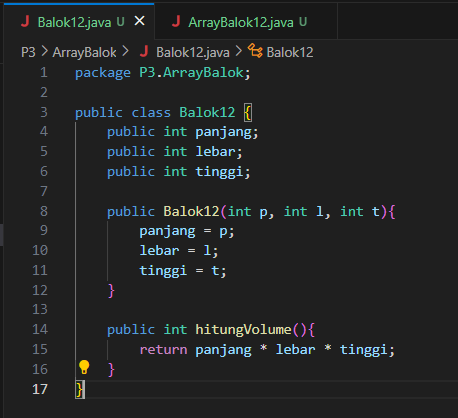 J Balok12.java U ✕ J ArrayBalok12.java U
P3 > ArrayBalok > J Balok12.java > Balok12
1 package P3.ArrayBalok;
2
3 public class Balok12 {
4     public int panjang;
5     public int lebar;
6     public int tinggi;
7
8     public Balok12(int p, int l, int t){
9         panjang = p;
10         lebar = l;
11         tinggi = t;
12     }
13
14     public int hitungVolume(){
15         return panjang * lebar * tinggi;
16     }
17 }